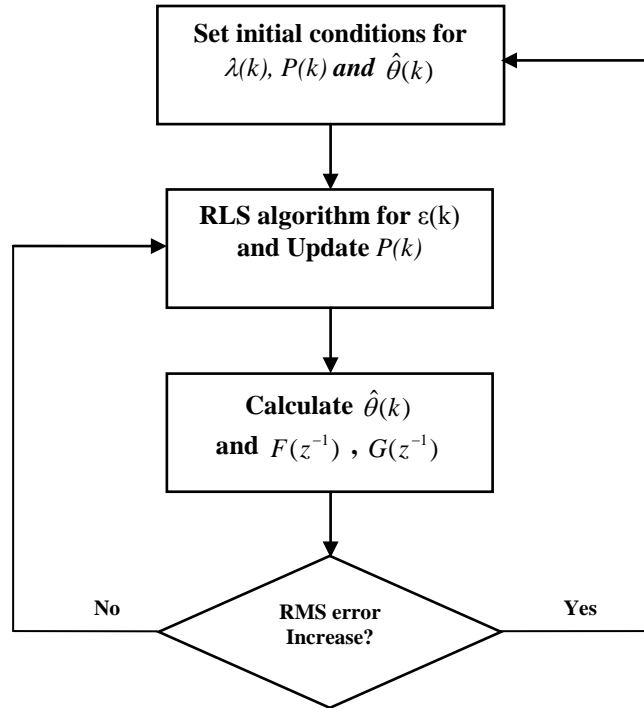 Set initial conditions for
λ(k), P(k) and θ̂(k)
RLS algorithm for ε(k)
and Update P(k)
Calculate θ̂(k)
and F(z⁻¹) , G(z⁻¹)
No
RMS error
Increase?
Yes